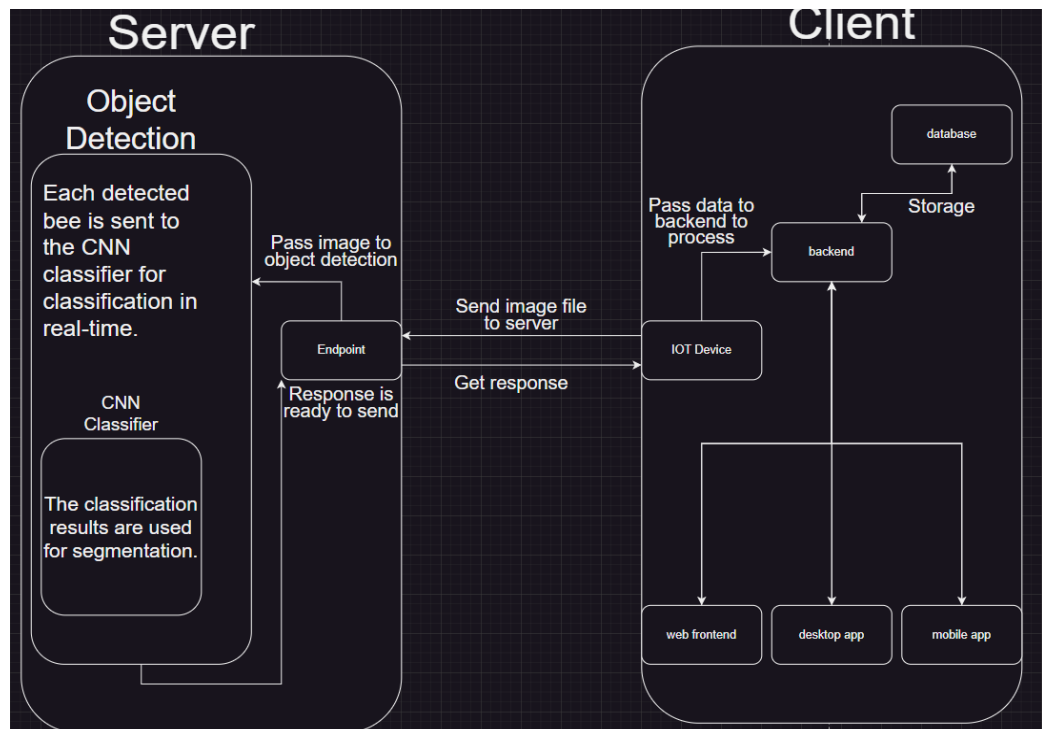 Server
Client
Object
Detection
Each detected
bee is sent to
the CNN
classifier for
classification in
real-time.
Pass image to
object detection
Endpoint
Response is
ready to send
CNN
Classifier
The classification
results are used
for segmentation.
Send image file
to server
Get response
database
Storage
Pass data to
backend to
process
backend
IOT Device
web frontend
desktop app
mobile app